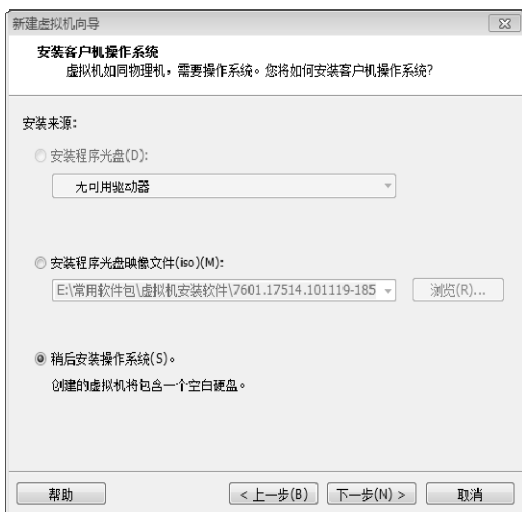 新建虚拟机向导
安装客户机操作系统
虚拟机如同物理机，需要操作系统。您将如何安装客户机操作系统?
安装来源:
安装程序光盘(D):
无可用驱动器
安装程序光盘映像文件(iso)(M):
E:\常用软件包\虚拟机安装软件\7601.17514.101119-185 浏览(R)...
稍后安装操作系统(S)。
创建的虚拟机将包含一个空白硬盘。
帮助 < 上一步(B) 下一步(N) > 取消